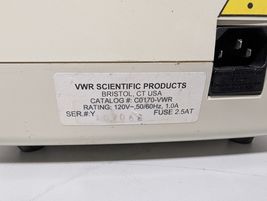 VWR SCIENTIFIC PRODUCTS
BRISTOL, CT USA
CATALOG #: C0170-VWR
RATING: 120V~,50/60Hz, 1.0A
SER.#:Y FUSE 2.5AT